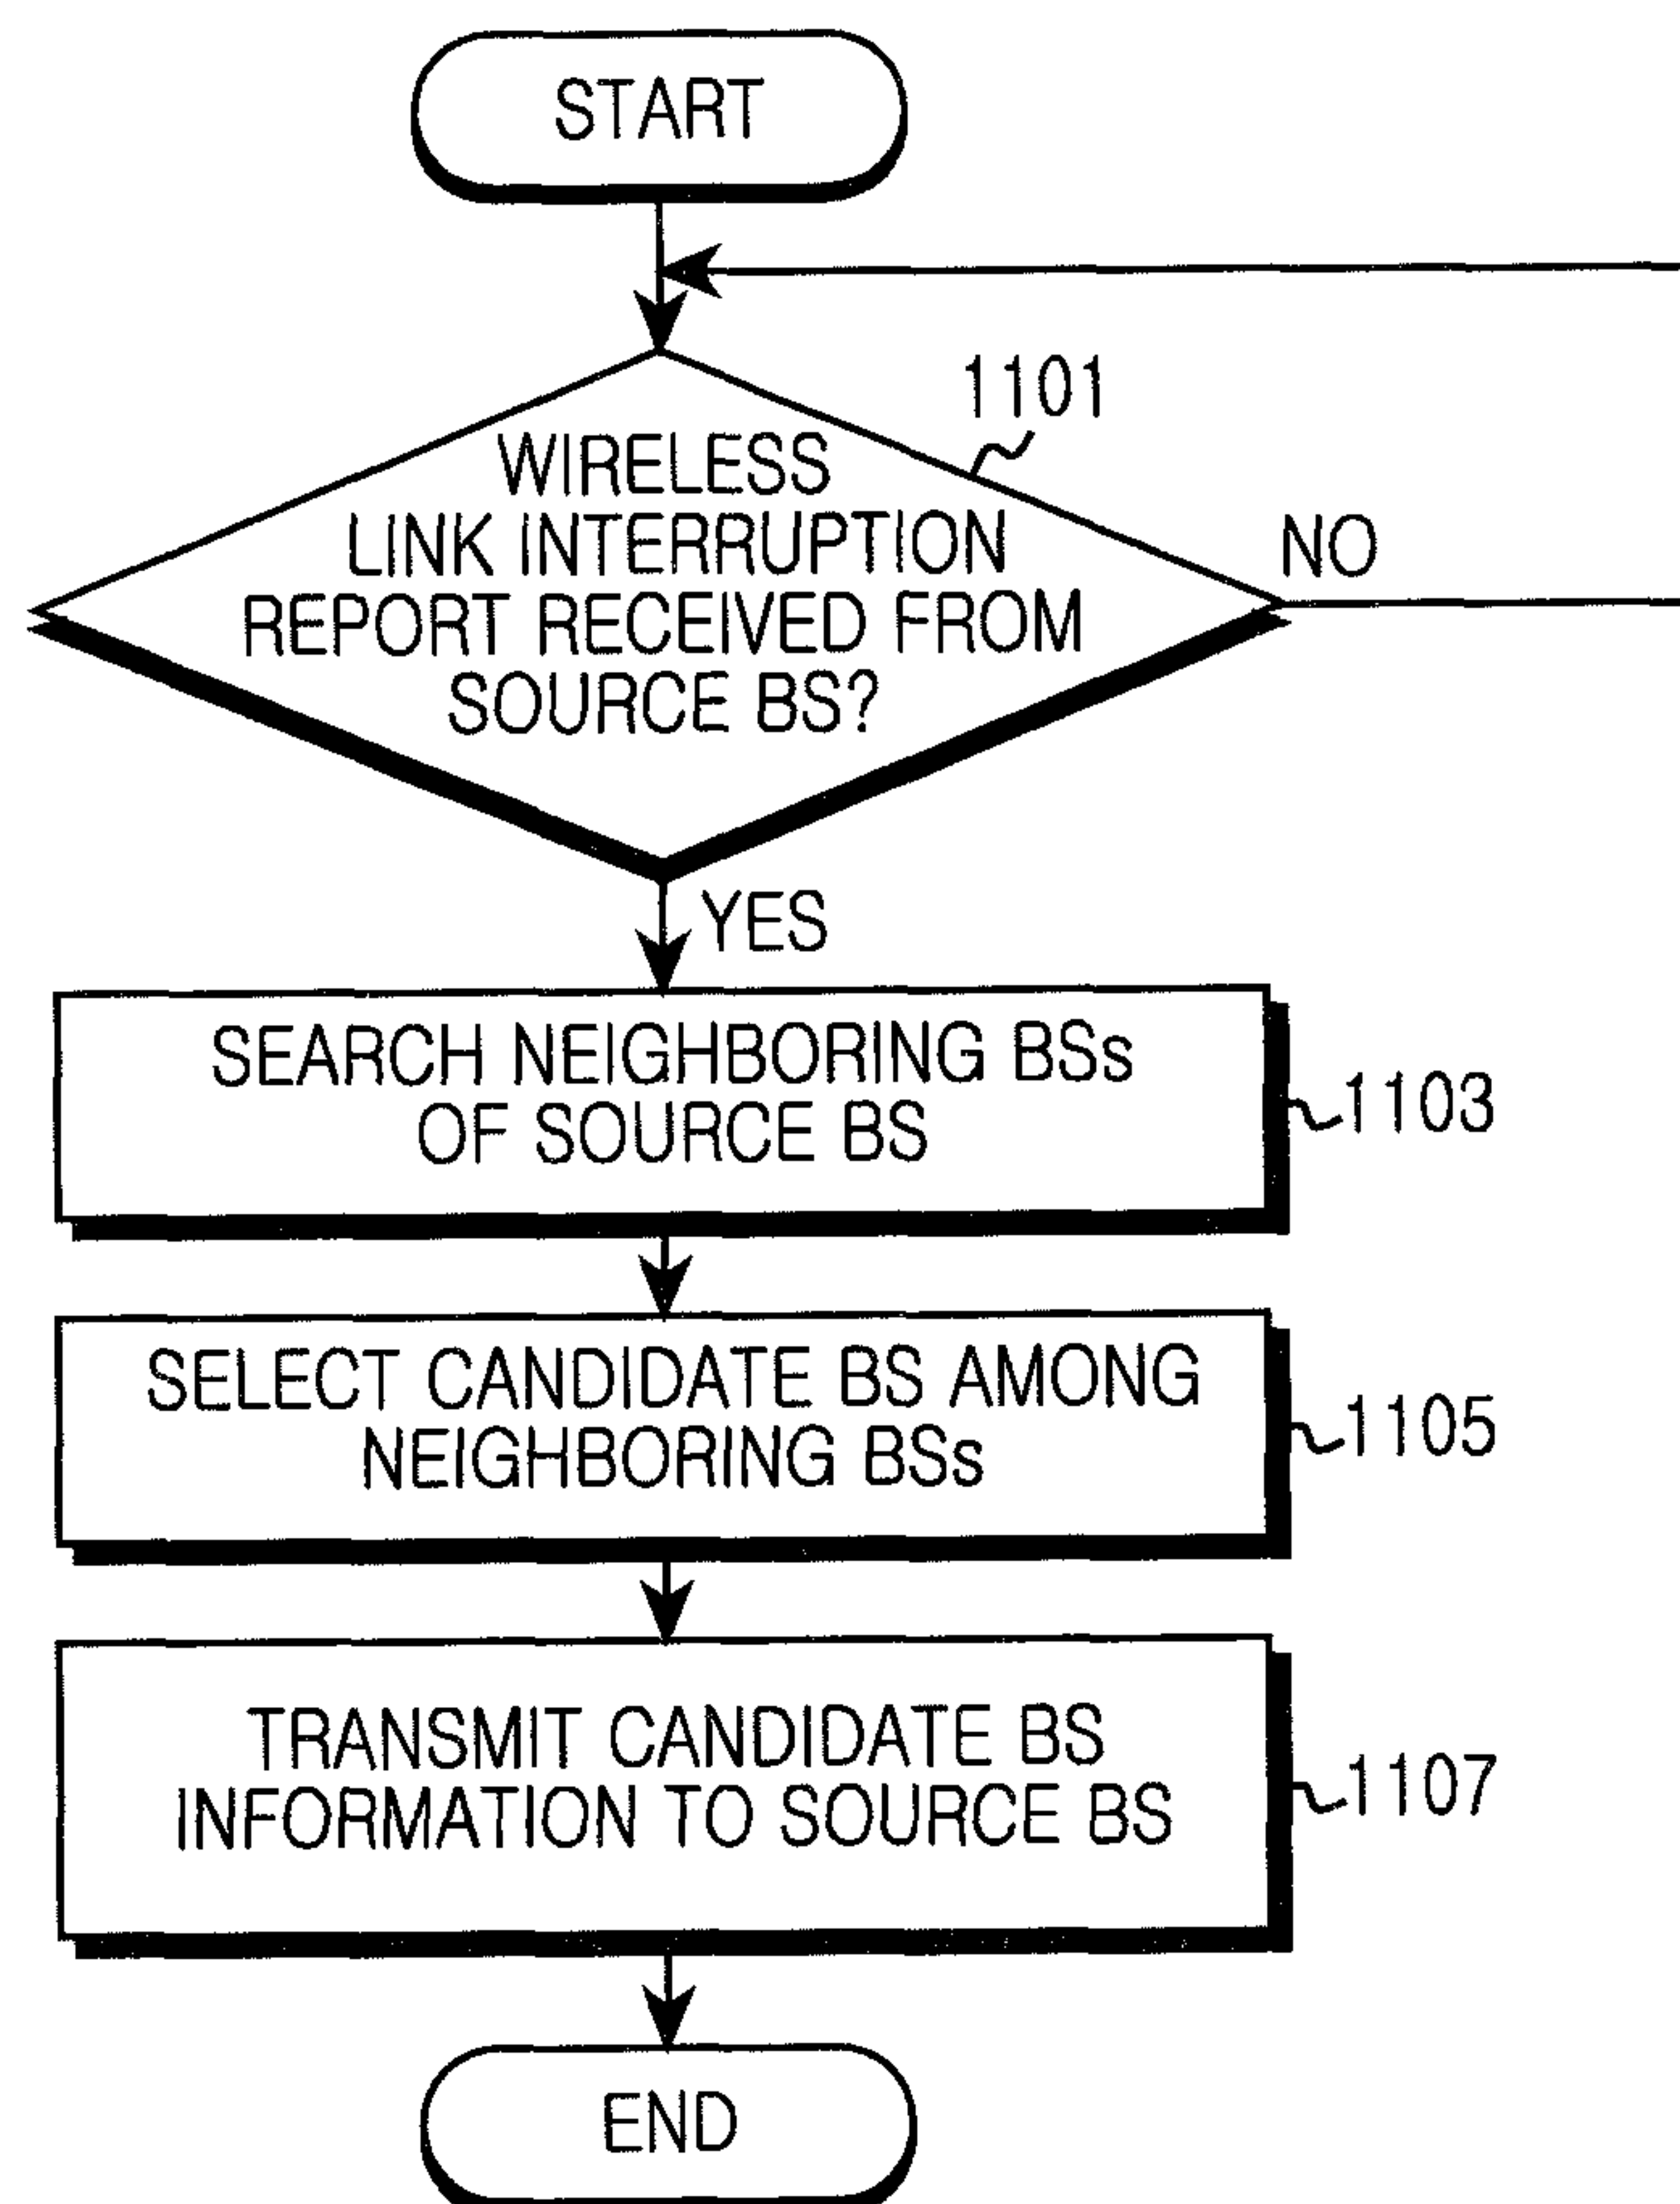 START
1101
WIRELESS
LINK INTERRUPTION
REPORT RECEIVED FROM
SOURCE BS?
NO
YES
SEARCH NEIGHBORING BSs
OF SOURCE BS
1103
SELECT CANDIDATE BS AMONG
NEIGHBORING BSs
1105
TRANSMIT CANDIDATE BS
INFORMATION TO SOURCE BS
1107
END